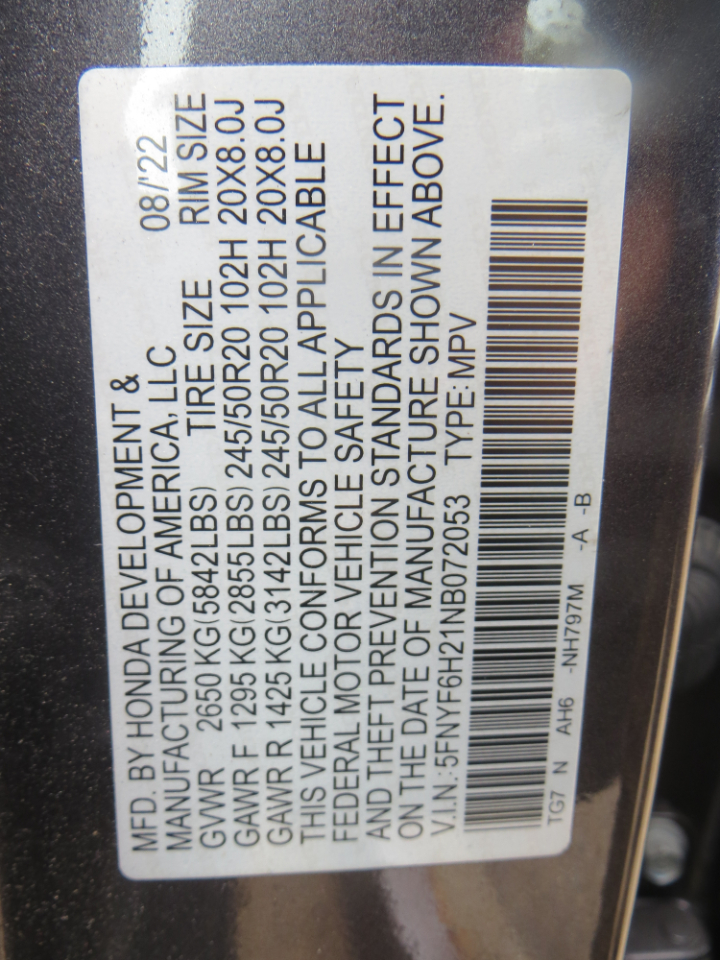 MFD. BY HONDA DEVELOPMENT &
MANUFACTURING OF AMERICA, LLC 08/'22
GVWR 2650 KG(5842LBS) TIRE SIZE RIM SIZE
GAWR F 1295 KG(2855LBS) 245/50R20 102H 20X8.0J
GAWR R 1425 KG(3142LBS) 245/50R20 102H 20X8.0J
THIS VEHICLE CONFORMS TO ALL APPLICABLE
FEDERAL MOTOR VEHICLE SAFETY
AND THEFT PREVENTION STANDARDS IN EFFECT
ON THE DATE OF MANUFACTURE SHOWN ABOVE.
V.I.N.:5FNYF6H21NB072053 TYPE: MPV
TG7 N AH6 -NH797M -A -B